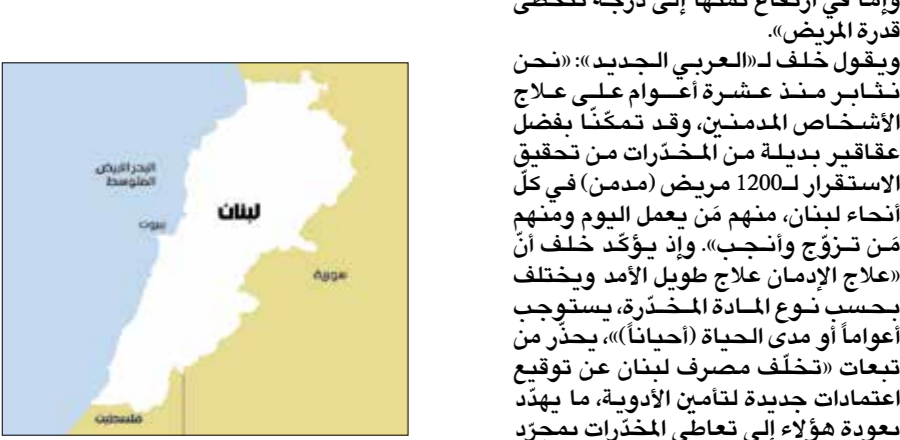 وإما في ارتفاع ثمنها إلى درجة تتخطى
قدرة المريض».
ويقول خلف لـ«العربي الجديد»: «نحن
نثابر منذ عشرة أعوام على علاج
الأشخاص المدمنين، وقد تمكّنّا بفضل
عقاقير بديلة من المخدّرات من تحقيق
الاستقرار لـ1200 مريض (مدمن) في كلّ
أنحاء لبنان، منهم مَن يعمل اليوم ومنهم
مَن تزوّج وأنجب». وإذ يؤكّد خلف أنّ
«علاج الإدمان علاج طويل الأمد ويختلف
بحسب نوع المادة المخدّرة، يستوجب
أعواماً أو مدى الحياة (أحياناً)»، يحذّر من
تبعات «تخلّف مصرف لبنان عن توقيع
اعتمادات جديدة لتأمين الأدوية، ما يهدّد
بعودة هؤلاء إلى تعاطي المخدّرات بمجرّد
البحر الابيض
المتوسط
لبنان
بيروت
سورية
فلسطين